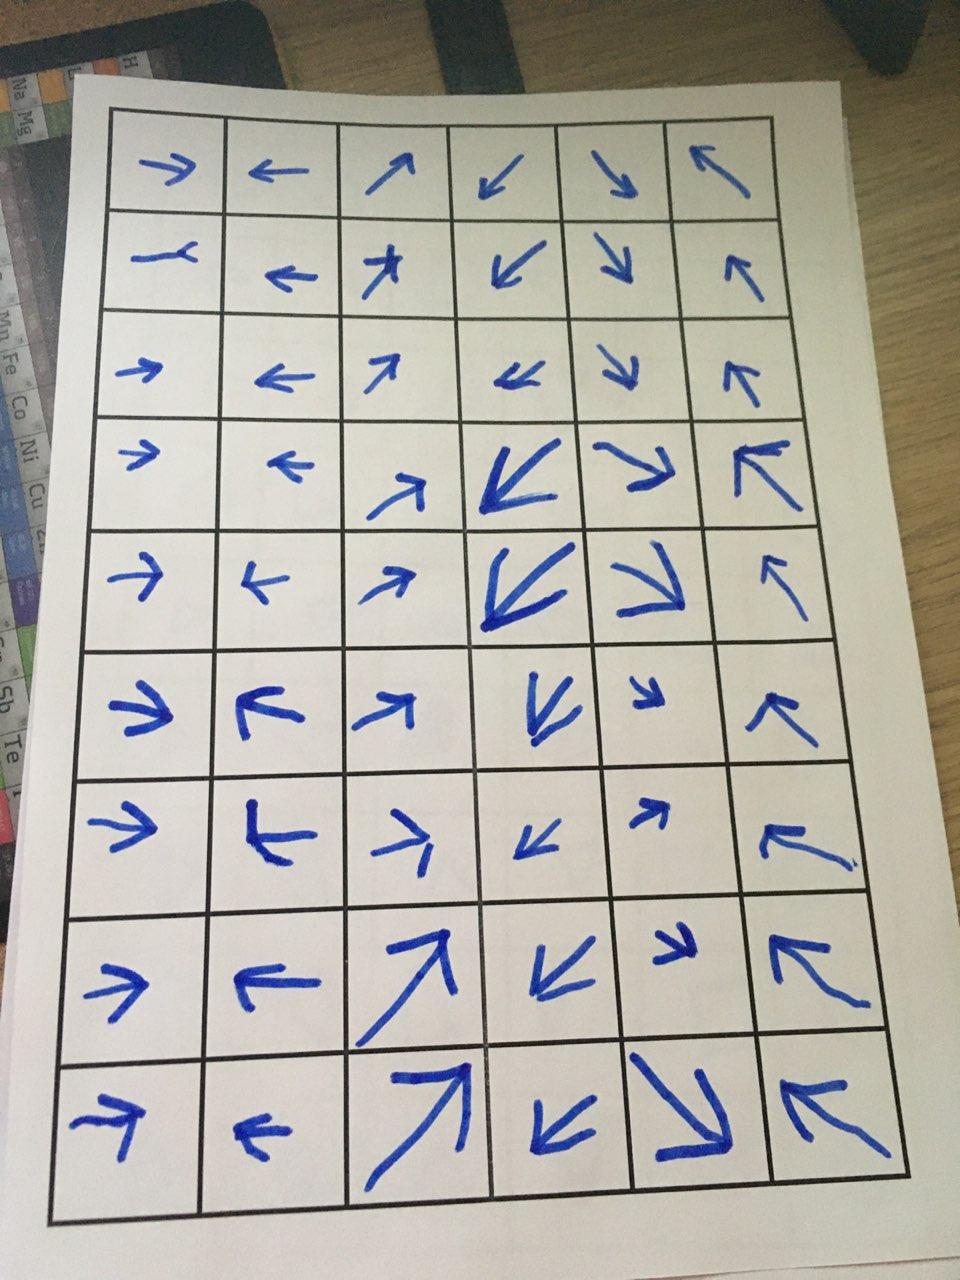 H
Na Mg
Mn Fe Co Ni Cu
Sb Te
→ ← ↗ ↙ ↘ ↖
← ↗ ↙ ↘ ↖
→ ← ↗ ↙ ↘ ↖
→ ← ↗ ↙ ↘ ↖
→ ← ↗ ↙ ↘ ↖
→ ← ↗ ↙ ↘ ↖
→ ← ↘ ↙ ↗ ↖
→ ← ↗ ↙ ↘ ↖
→ ← ↗ ↙ ↘ ↖